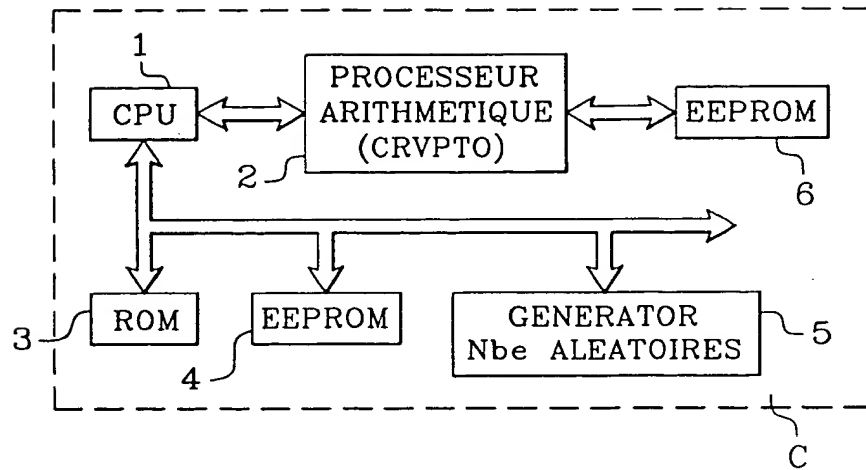 1
CPU
PROCESSEUR
ARITHMETIQUE
(CRVPTO)
2
EEPROM
6
3
ROM
4
EEPROM
GENERATOR
Nbe ALEATOIRES
5
C